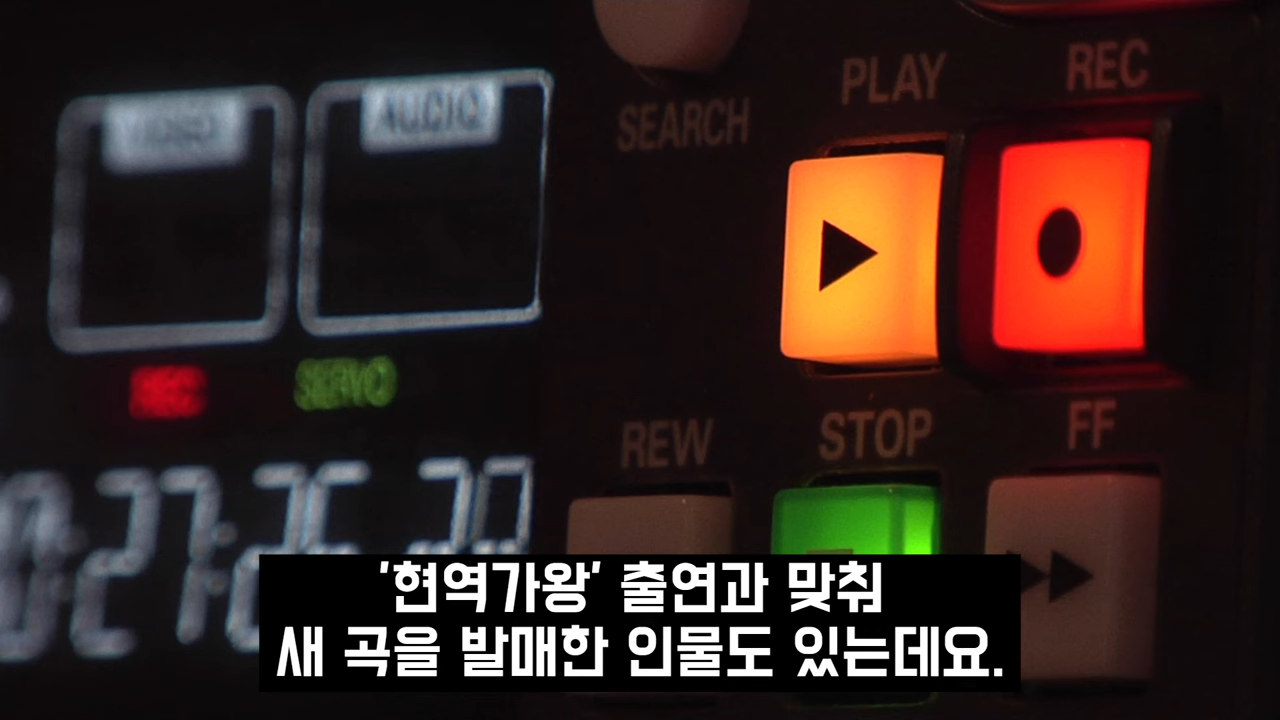 PLAY
REC
AUDIO
SEARCH
REC
SERVO
REW
STOP
FF
'현역가왕' 출연과 맞춰
새 곡을 발매한 인물도 있는데요.